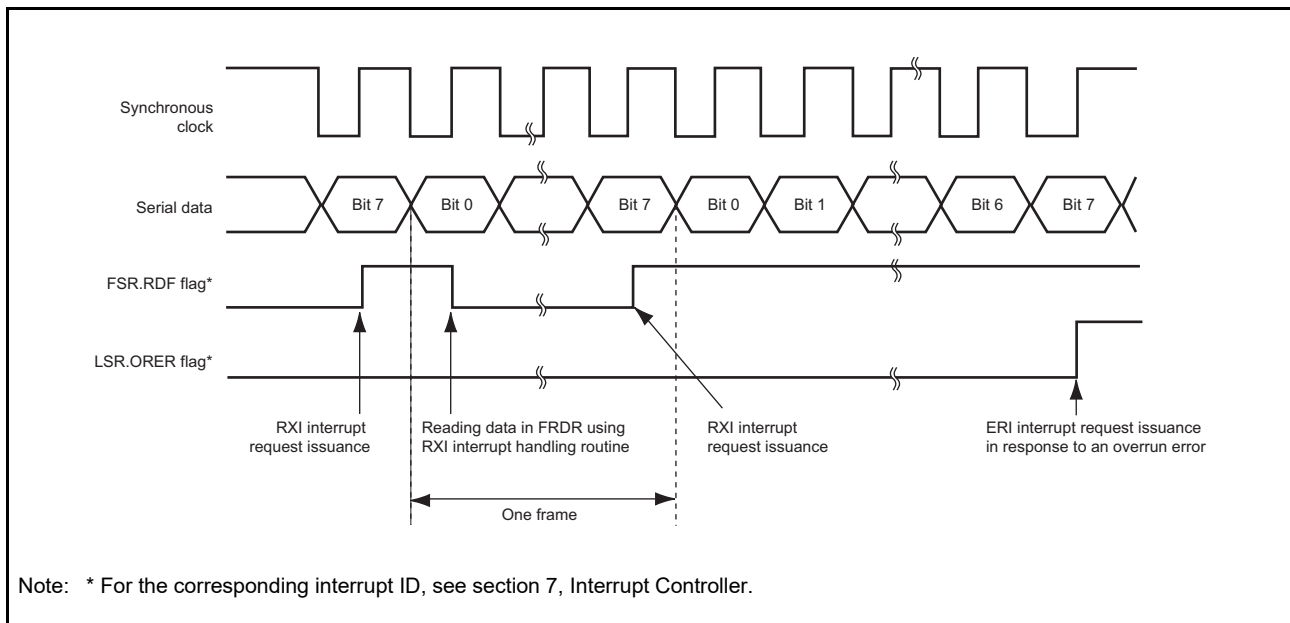 Synchronous
clock
Serial data
Bit 7
Bit 0
Bit 7
Bit 0
Bit 1
Bit 6
Bit 7
FSR.RDF flag*
LSR.ORER flag*
RXI interrupt
request issuance
Reading data in FRDR using
RXI interrupt handling routine
RXI interrupt
request issuance
ERI interrupt request issuance
in response to an overrun error
One frame
Note: * For the corresponding interrupt ID, see section 7, Interrupt Controller.